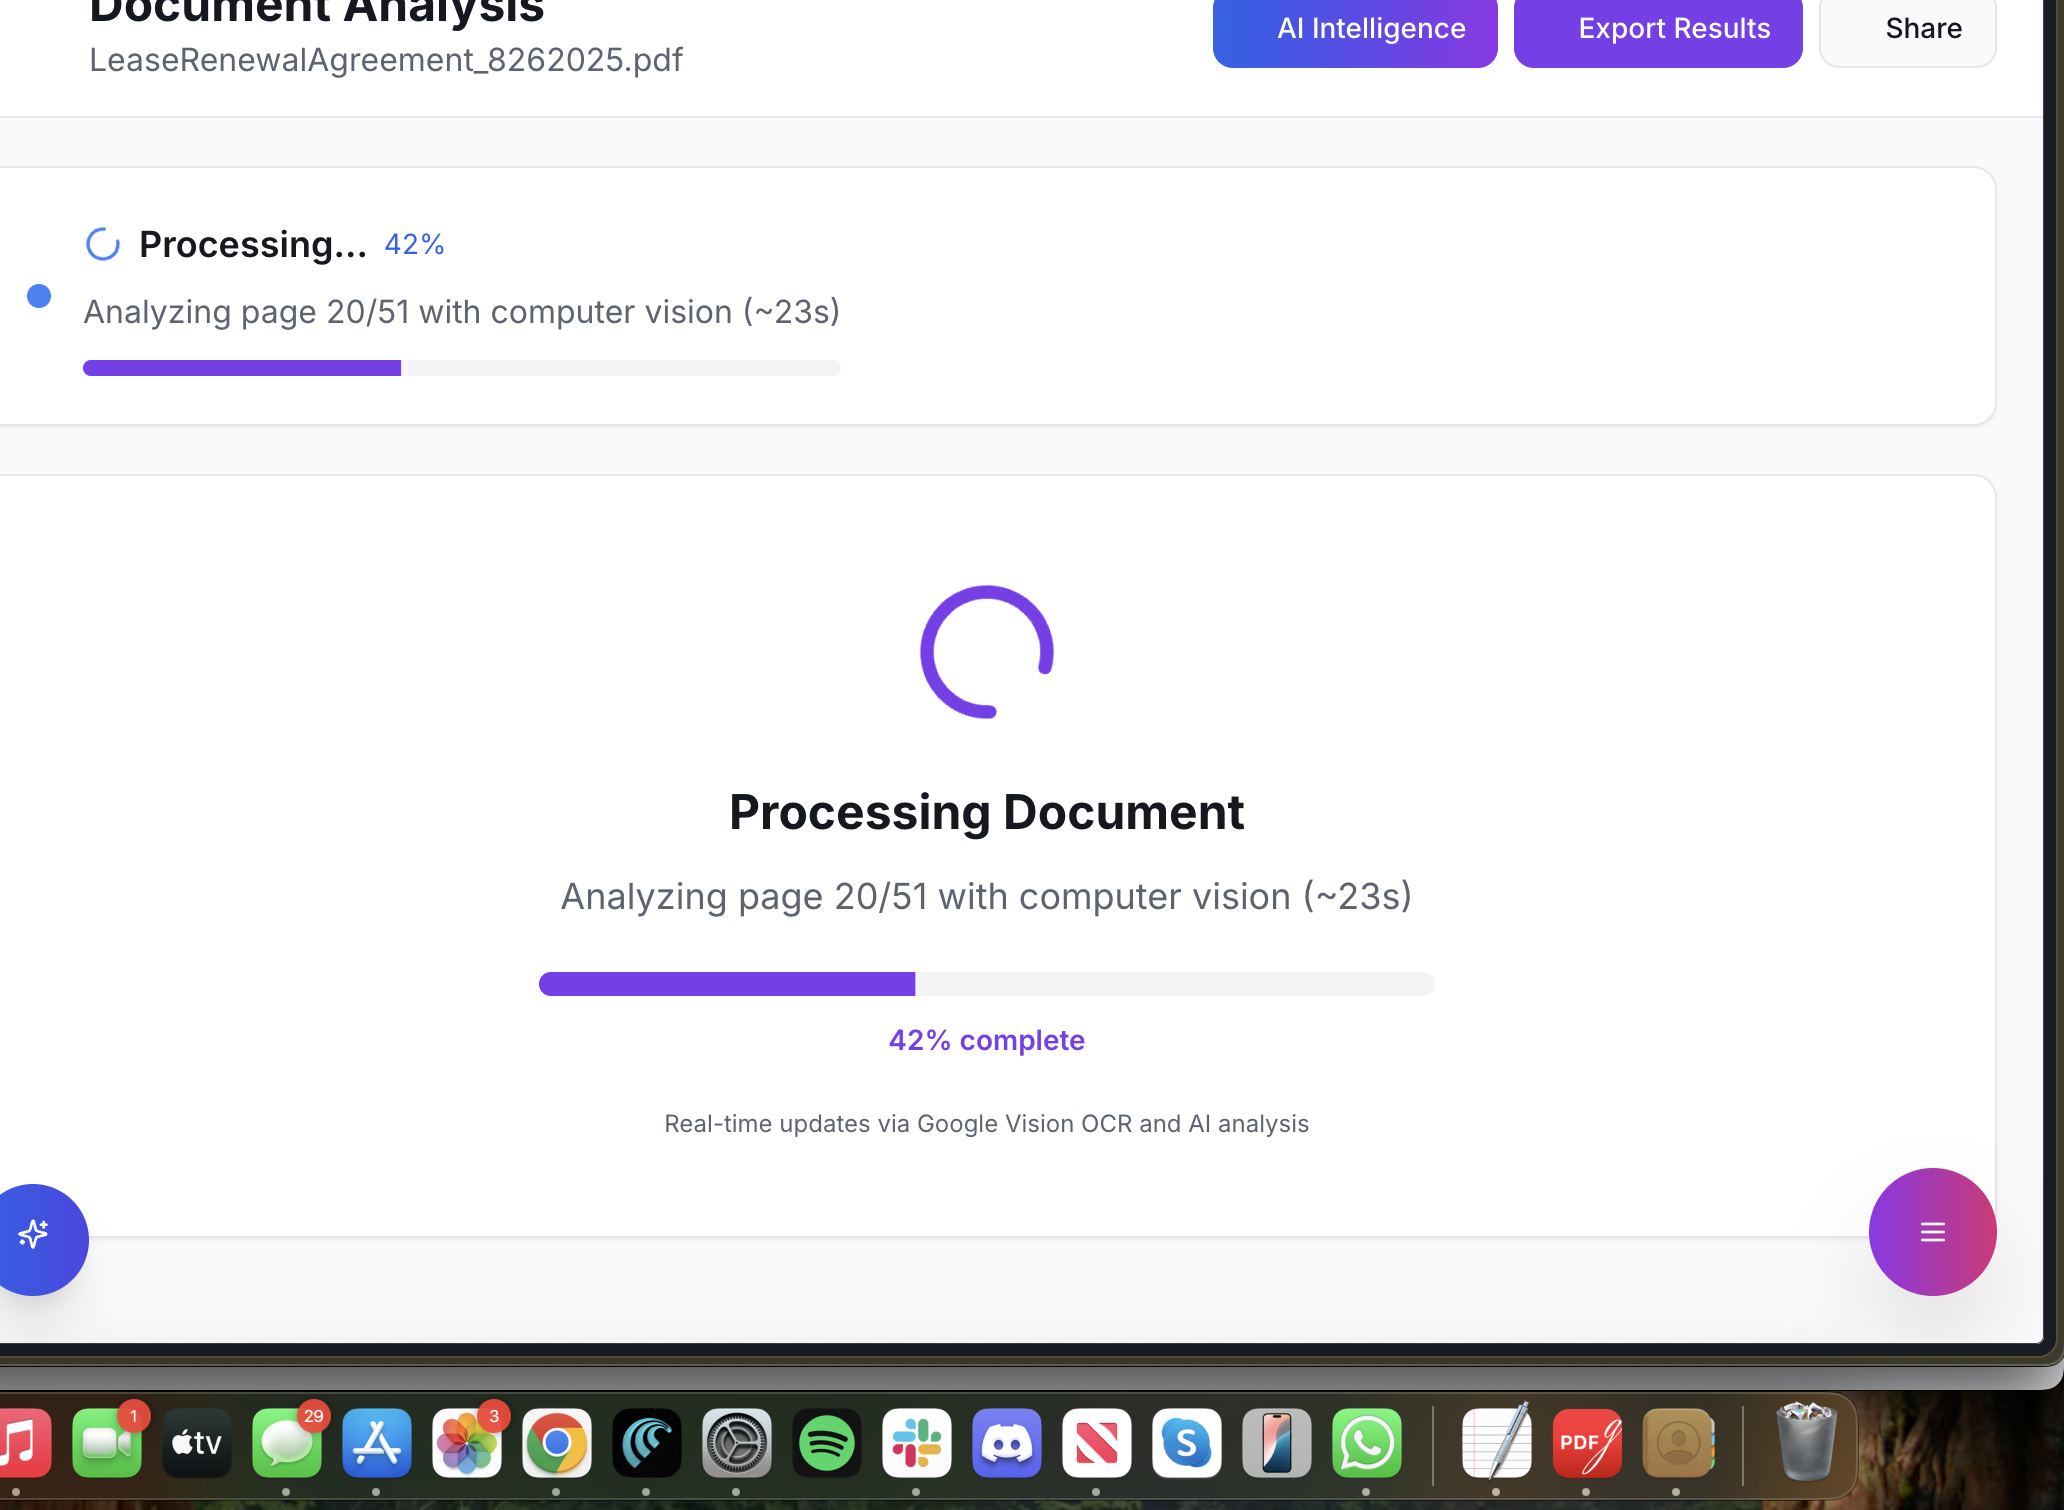 Document Analysis
LeaseRenewalAgreement_8262025.pdf
AI Intelligence
Export Results
Share
Processing... 42%
Analyzing page 20/51 with computer vision (~23s)
Processing Document
Analyzing page 20/51 with computer vision (~23s)
42% complete
Real-time updates via Google Vision OCR and AI analysis
1
tv
29
3
S
PDF